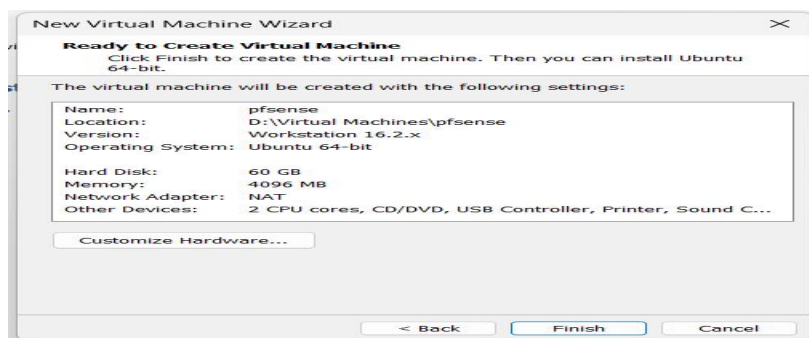 New Virtual Machine Wizard
Ready to Create Virtual Machine
Click Finish to create the virtual machine. Then you can install Ubuntu
64-bit.
The virtual machine will be created with the following settings:
Name: pfsense
Location: D:\Virtual Machines\pfsense
Version: Workstation 16.2.x
Operating System: Ubuntu 64-bit
Hard Disk: 60 GB
Memory: 4096 MB
Network Adapter: NAT
Other Devices: 2 CPU cores, CD/DVD, USB Controller, Printer, Sound C...
Customize Hardware...
< Back Finish Cancel